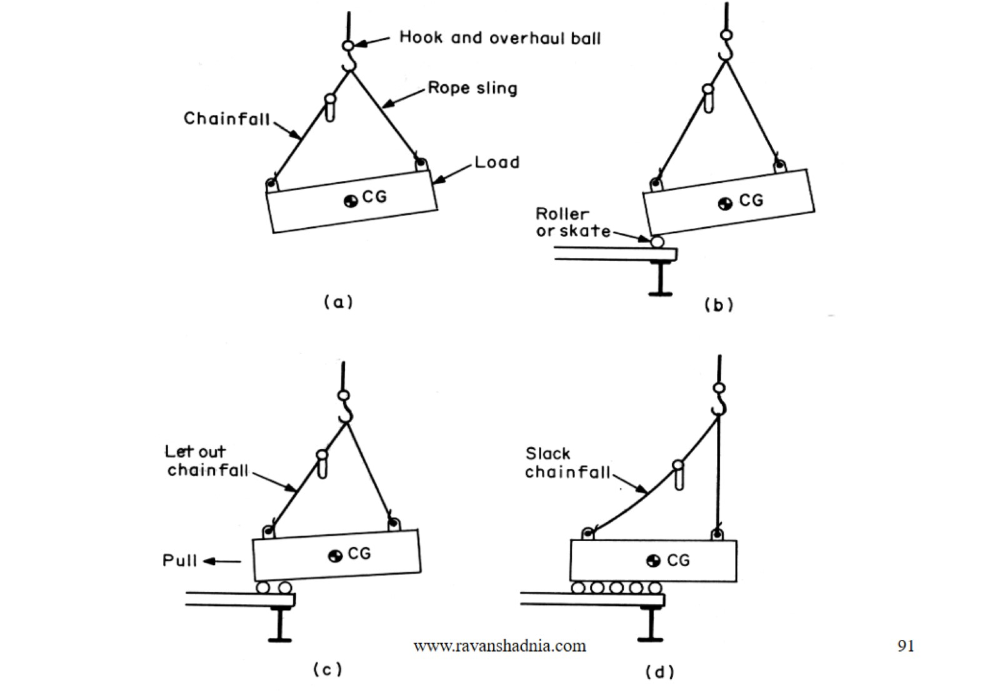 Hook and overhaul ball
Rope sling
Chainfall
Load
CG
(a)
CG
Roller
or skate
(b)
Let out
chainfall
Pull
CG
(c)
Slack
chainfall
CG
(d)
www.ravanshadnia.com
91